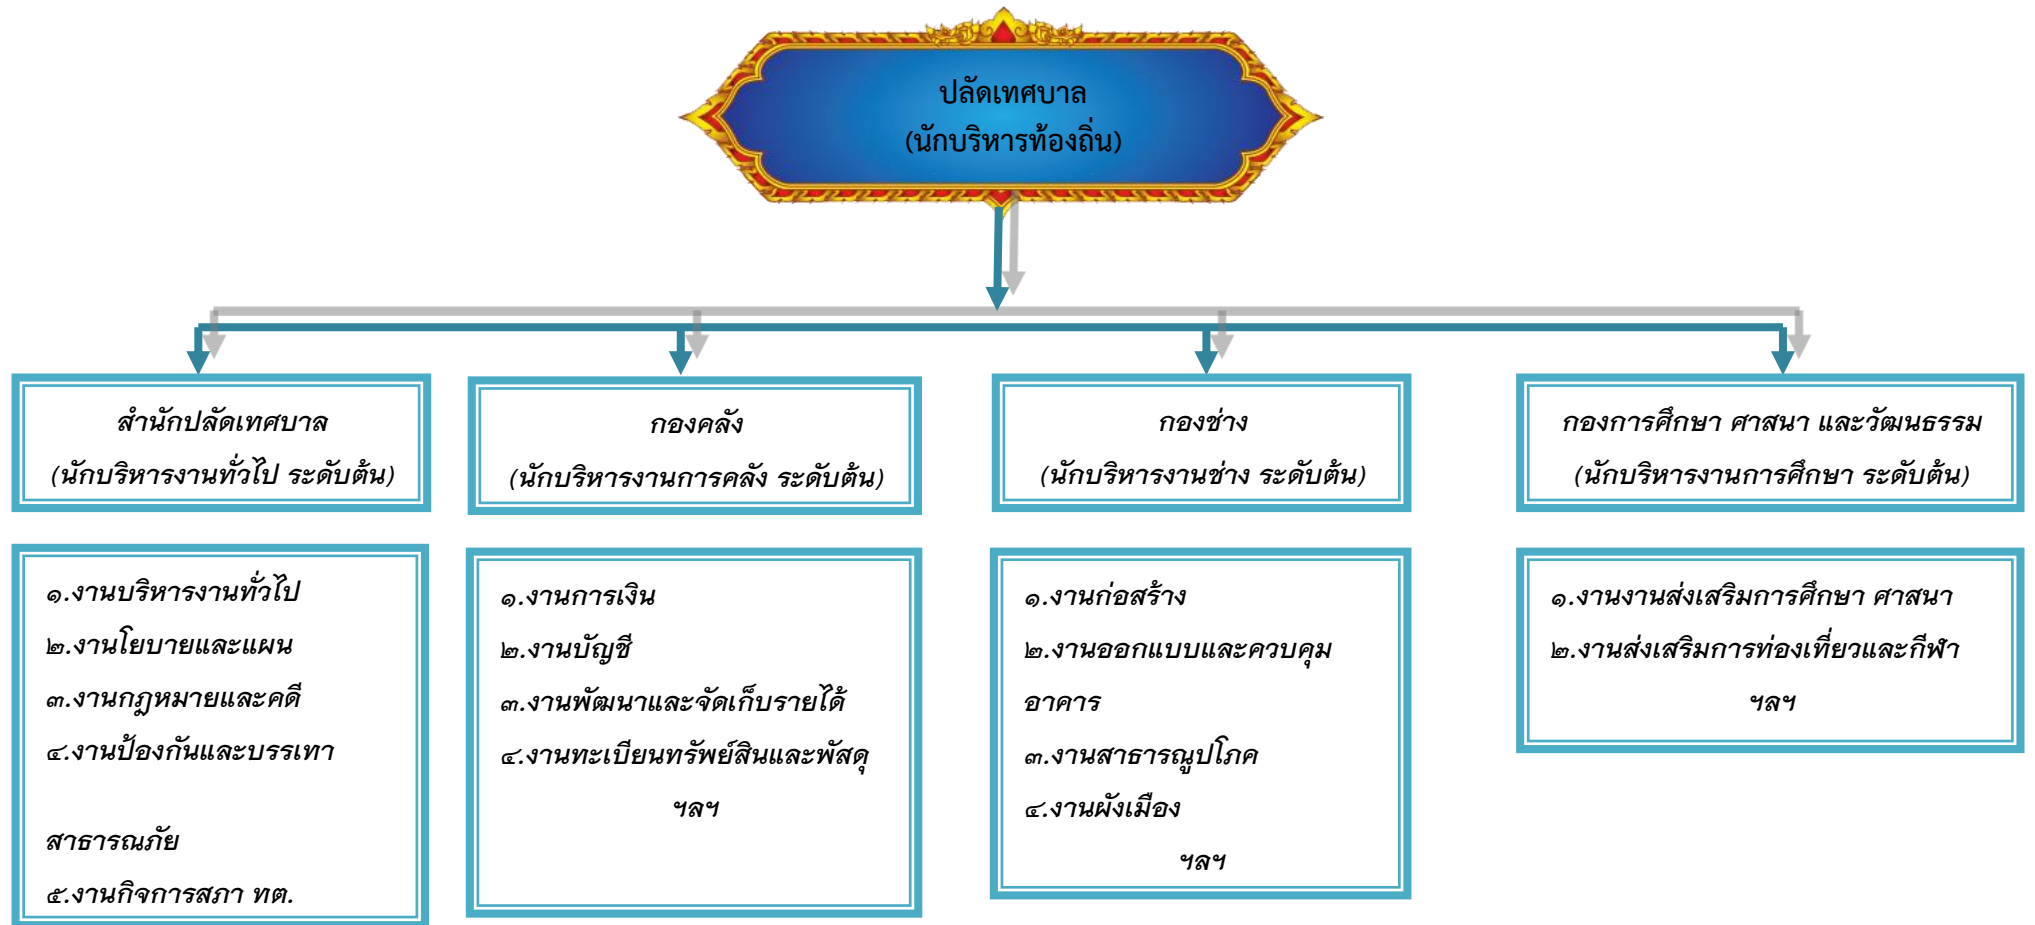 ปลัดเทศบาล
(นักบริหารท้องถิ่น)
สำนักปลัดเทศบาล
(นักบริหารงานทั่วไป ระดับต้น)
กองคลัง
(นักบริหารงานการคลัง ระดับต้น)
กองช่าง
(นักบริหารงานช่าง ระดับต้น)
กองการศึกษา ศาสนา และวัฒนธรรม
(นักบริหารงานการศึกษา ระดับต้น)
๑.งานบริหารงานทั่วไป
๒.งานโยบายและแผน
๓.งานกฎหมายและคดี
๔.งานป้องกันและบรรเทา
สาธารณภัย
๕.งานกิจการสภา ทต.
๑.งานการเงิน
๒.งานบัญชี
๓.งานพัฒนาและจัดเก็บรายได้
๔.งานทะเบียนทรัพย์สินและพัสดุ
ฯลฯ
๑.งานก่อสร้าง
๒.งานออกแบบและควบคุม
อาคาร
๓.งานสาธารณูปโภค
๔.งานผังเมือง
ฯลฯ
๑.งานงานส่งเสริมการศึกษา ศาสนา
๒.งานส่งเสริมการท่องเที่ยวและกีฬา
ฯลฯ